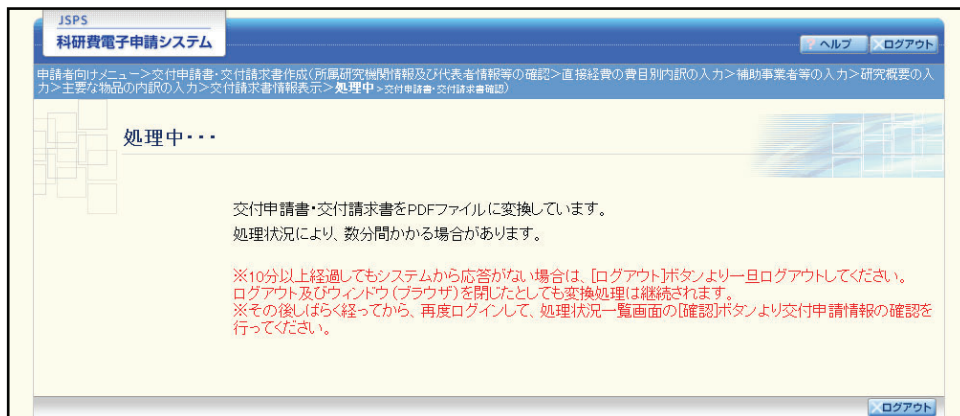 JSPS
科研費電子申請システム
? ヘルプ
×ログアウト
申請者向けメニュー>交付申請書・交付請求書作成(所属研究機関情報及び代表者情報等の確認>直接経費の費目別内訳の入力>補助事業者等の入力>研究概要の入
力>主要な物品の内訳の入力>交付請求書情報表示>処理中>交付申請書・交付請求書確認)
処理中・・・
交付申請書・交付請求書をPDFファイルに変換しています。
処理状況により、数分間かかる場合があります。
※10分以上経過してもシステムから応答がない場合は、[ログアウト]ボタンより一旦ログアウトしてください。
ログアウト及びウィンドウ(ブラウザ)を閉じたとしても変換処理は継続されます。
※その後しばらく経ってから、再度ログインして、処理状況一覧画面の[確認]ボタンより交付申請情報の確認を
行ってください。
×ログアウト